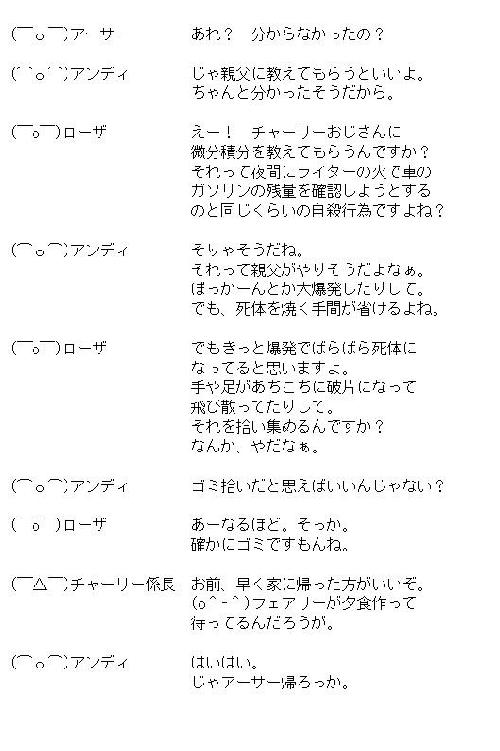 (￣o￣)アーサー　あれ？　分からなかったの？
(´｀o´｀)アンディ　じゃ親父に教えてもらうといいよ。
ちゃんと分かったそうだから。
(￣o￣)ローザ　えー！　チャーリーおじさんに
微分積分を教えてもらうんですか？
それって夜間にライターの火で車の
ガソリンの残量を確認しようとする
のと同じくらいの自殺行為ですよね？
(￣o￣)アンディ　そりゃそうだね。
それって親父がやりそうだよなぁ。
ぼっかーんとか大爆発したりして。
でも、死体を焼く手間が省けるよね。
(￣o￣)ローザ　でもきっと爆発でばらばら死体に
なってると思いますよ。
手や足があちこちに破片になって
飛び散ってたりして。
それを拾い集めるんですか？
なんか、やだなぁ。
(￣o￣)アンディ　ゴミ拾いだと思えばいいんじゃない？
(　o　)ローザ　あーなるほど。そっか。
確かにゴミですもんね。
(￣△￣)チャーリー係長　お前、早く家に帰った方がいいぞ。
(o＾-＾)フェアリーが夕食作って
待ってるんだろうが。
(￣o￣)アンディ　はいはい。
じゃアーサー帰ろっか。